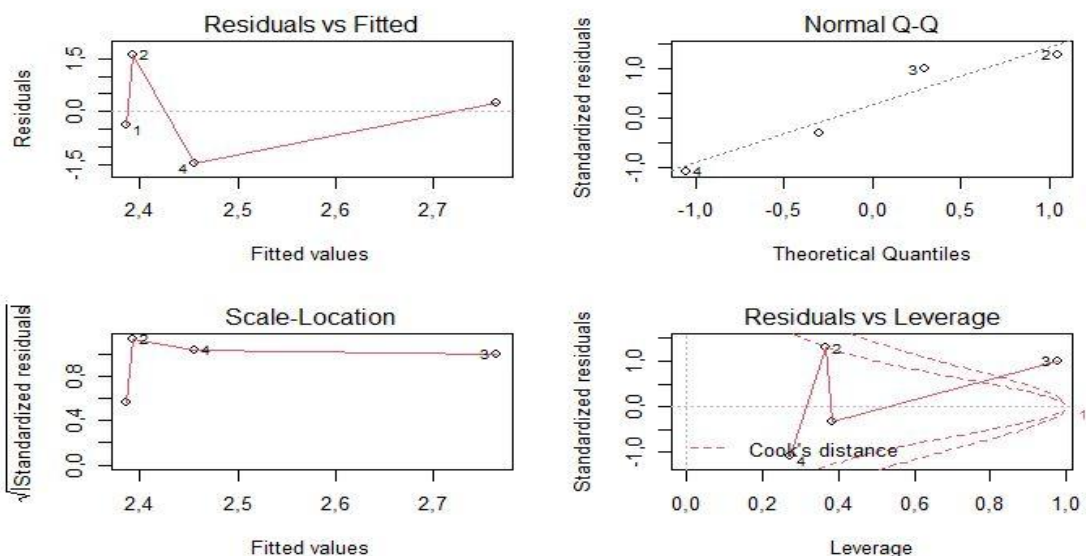 Residuals vs Fitted
Residuals
1,5
0,0
-1,5
2
1
4
2,4 2,5 2,6 2,7
Fitted values
Normal Q-Q
Standardized residuals
1,0
0,0
-1,0
3
2
4
-1,0 -0,5 0,0 0,5 1,0
Theoretical Quantiles
Scale-Location
√|Standardized residuals|
0,8
0,4
0,0
2
4
3
2,4 2,5 2,6 2,7
Fitted values
Residuals vs Leverage
Standardized residuals
1,0
0,0
-1,0
2
3
1
Cook's distance
4
0,0 0,2 0,4 0,6 0,8 1,0
Leverage